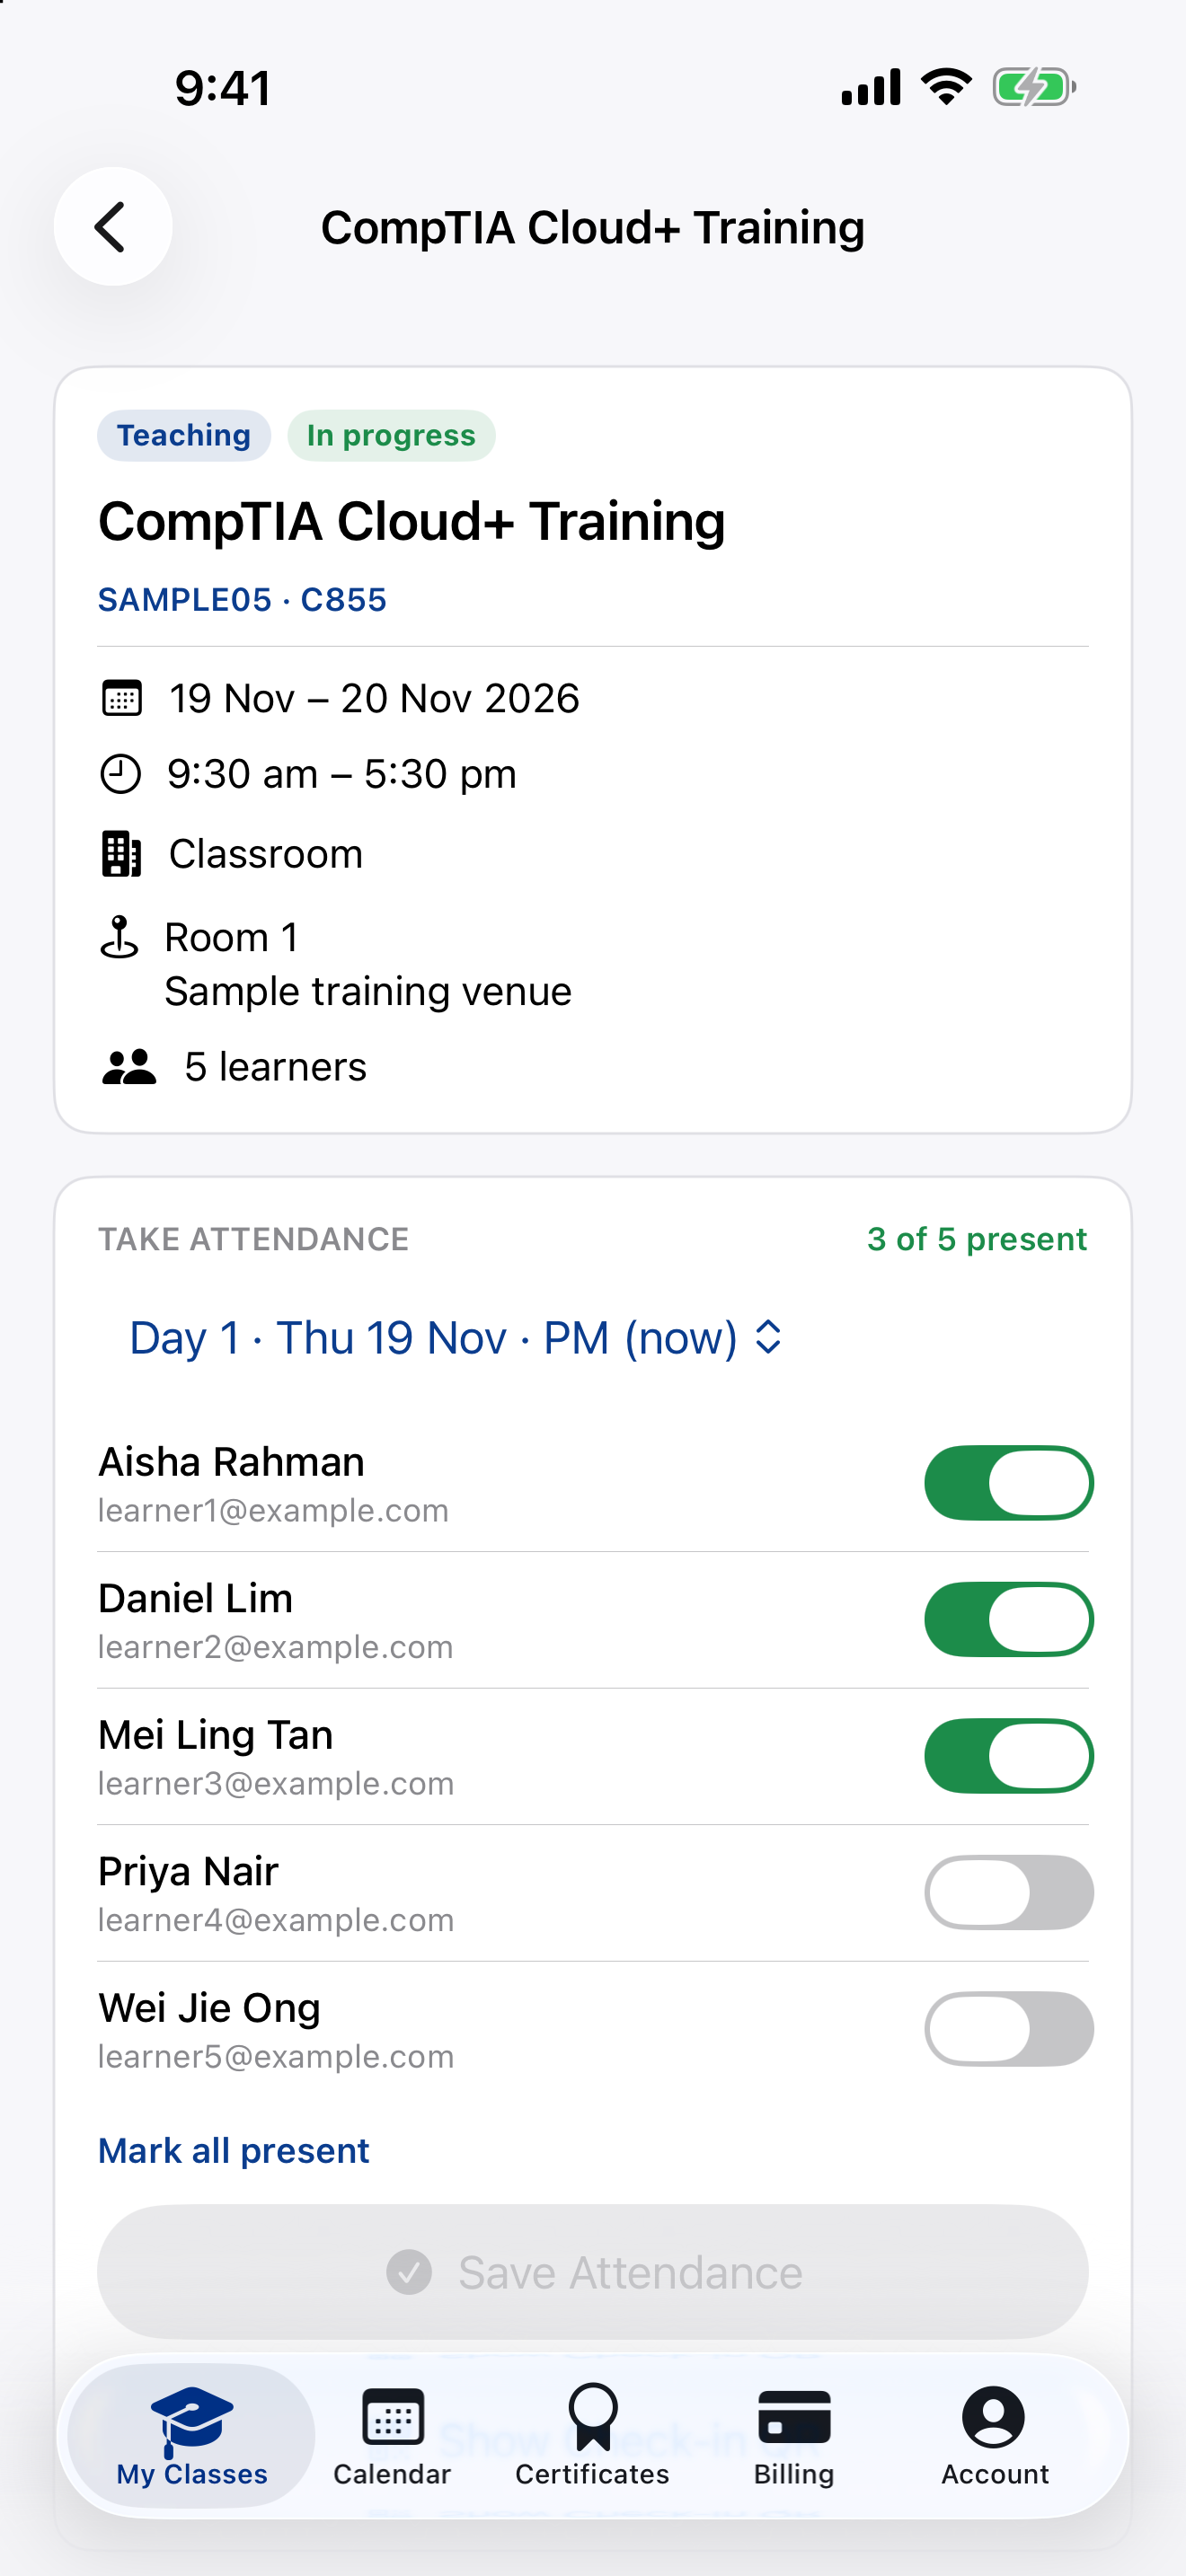 9:41
CompTIA Cloud+ Training
Teaching
In progress
CompTIA Cloud+ Training
SAMPLE05 · C855
19 Nov – 20 Nov 2026
9:30 am – 5:30 pm
Classroom
Room 1
Sample training venue
5 learners
TAKE ATTENDANCE
3 of 5 present
Day 1 · Thu 19 Nov · PM (now)
Aisha Rahman
learner1@example.com
Daniel Lim
learner2@example.com
Mei Ling Tan
learner3@example.com
Priya Nair
learner4@example.com
Wei Jie Ong
learner5@example.com
Mark all present
Save Attendance
Show Check-in
My Classes
Calendar
Certificates
Billing
Account